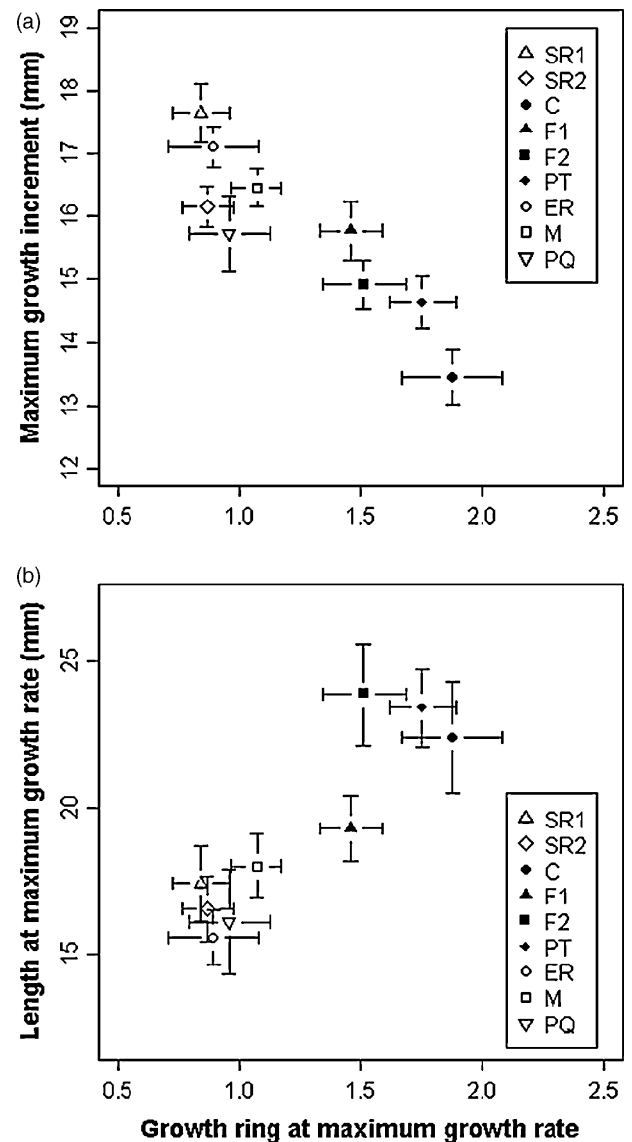 (a)
Maximum growth increment (mm)
19
18
17
16
15
14
13
12
SR1
SR2
C
F1
F2
PT
ER
M
PQ
0.5 1.0 1.5 2.0 2.5
(b)
Length at maximum growth rate (mm)
25
20
15
SR1
SR2
C
F1
F2
PT
ER
M
PQ
0.5 1.0 1.5 2.0 2.5
Growth ring at maximum growth rate